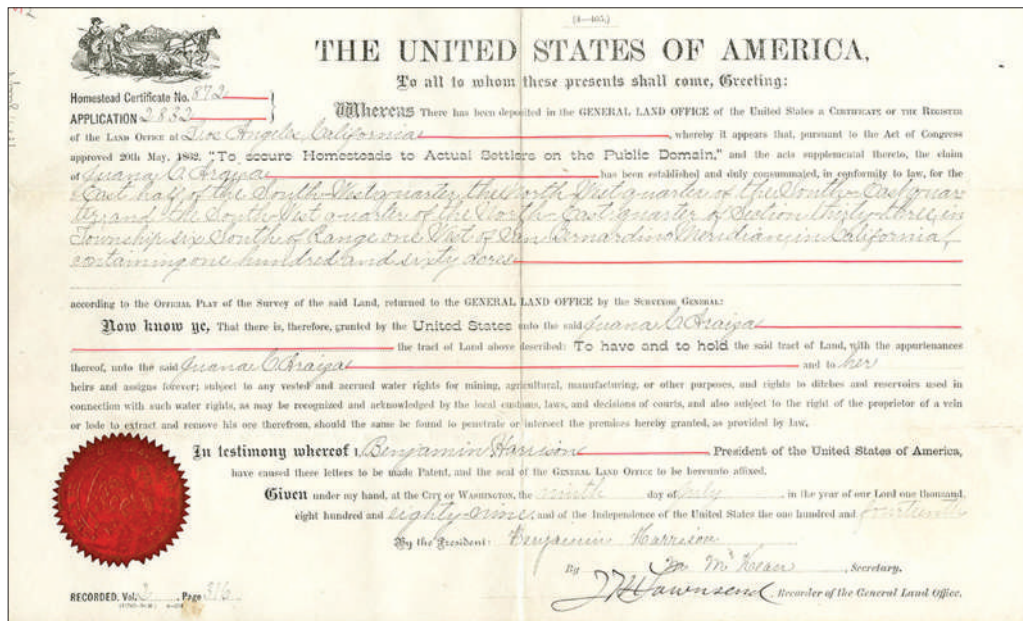 (4—405.)
THE UNITED STATES OF AMERICA,
To all to whom these presents shall come, Greeting:
Homestead Certificate No. 872
APPLICATION 2832
Whereas There has been deposited in the GENERAL LAND OFFICE of the United States a CERTIFICATE OF THE REGISTER
OF THE LAND OFFICE AT Los Angeles, California, whereby it appears that, pursuant to the Act of Congress
approved 20th May, 1862, "To secure Homesteads to Actual Settlers on the Public Domain," and the acts supplemental thereto, the claim
of Juana C Araiza has been established and duly consummated, in conformity to law, for the
East half of the South-West quarter, the North West quarter of the South-East quar
ter, and the South-West quarter of the North-East quarter of Section thirty-three, in
Township six South of Range one West of San Bernardino Meridian, in California,
containing one hundred and sixty acres
according to the OFFICIAL PLAT of the Survey of the said Land, returned to the GENERAL LAND OFFICE by the SURVEYOR GENERAL:
Now know ye, That there is, therefore, granted by the United States unto the said Juana C Araiza
the tract of Land above described: To have and to hold the said tract of Land, with the appurtenances
thereof, unto the said Juana C Araiza and to her
heirs and assigns forever; subject to any vested and accrued water rights for mining, agricultural, manufacturing, or other purposes, and rights to ditches and reservoirs used in
connection with such water rights, as may be recognized and acknowledged by the local customs, laws, and decisions of courts, and also subject to the right of the proprietor of a vein
or lode to extract and remove his ore therefrom, should the same be found to penetrate or intersect the premises hereby granted, as provided by law.
In testimony whereof I, Benjamin Harrison President of the United States of America,
have caused these letters to be made Patent, and the seal of the GENERAL LAND OFFICE to be hereunto affixed.
Given under my hand, at the CITY OF WASHINGTON, the ninth day of July, in the year of our Lord one thousand,
eight hundred and eighty-nine, and of the Independence of the United States the one hundred and fourteenth
By the President: Benjamin Harrison
By M McKean, Secretary.
Townsend, Recorder of the General Land Office.
RECORDED, Vol. 2, Page 316